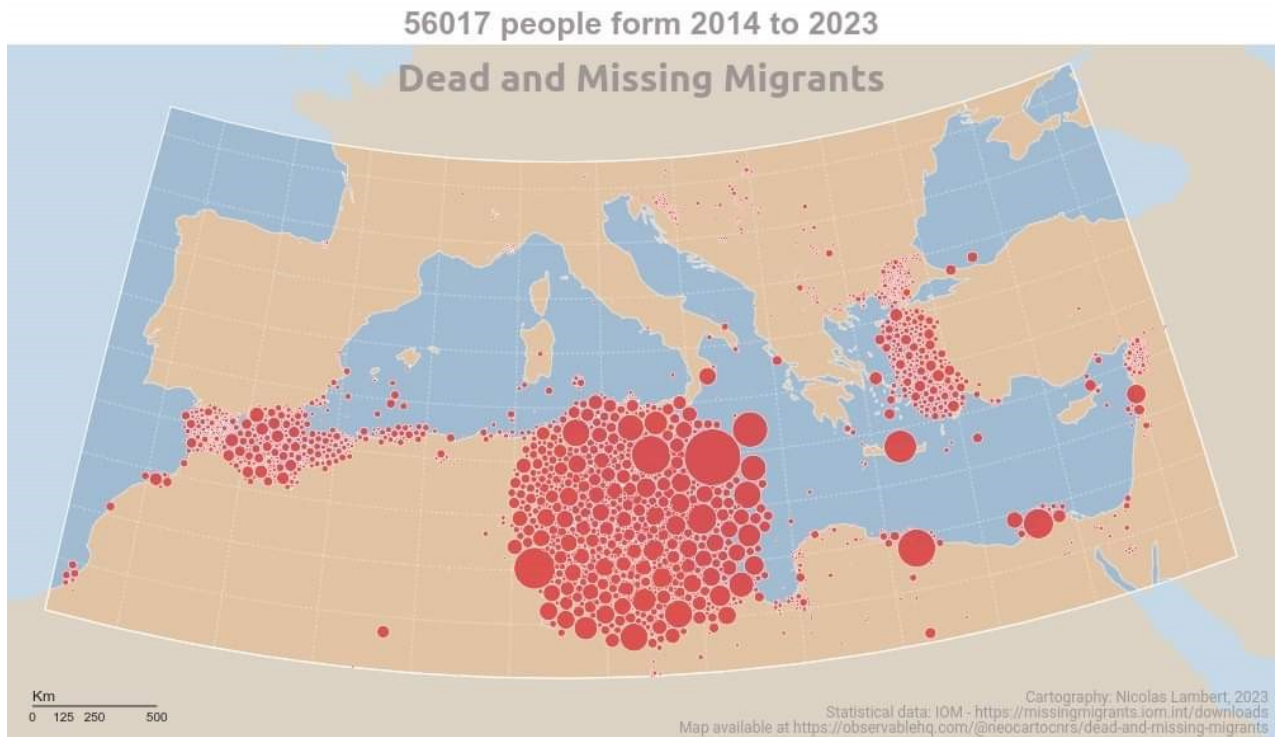 56017 people form 2014 to 2023
Dead and Missing Migrants
Km
0 125 250 500
Cartography: Nicolas Lambert, 2023
Statistical data: IOM - https://missingmigrants.iom.int/downloads
Map available at https://observablehq.com/@neocartocnrs/dead-and-missing-migrants